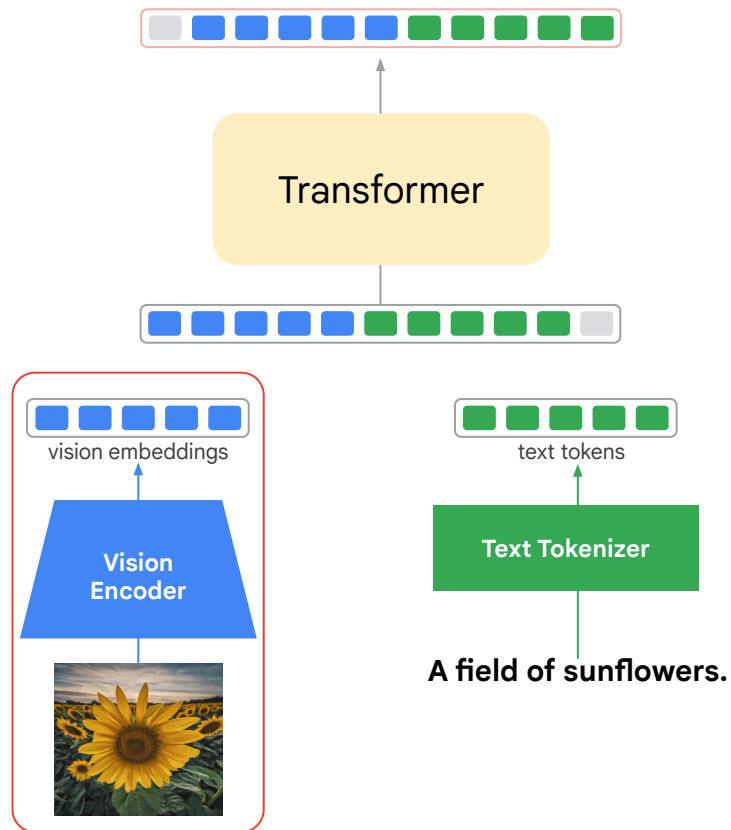 Transformer
vision embeddings
text tokens
Vision
Encoder
Text Tokenizer
A field of sunflowers.